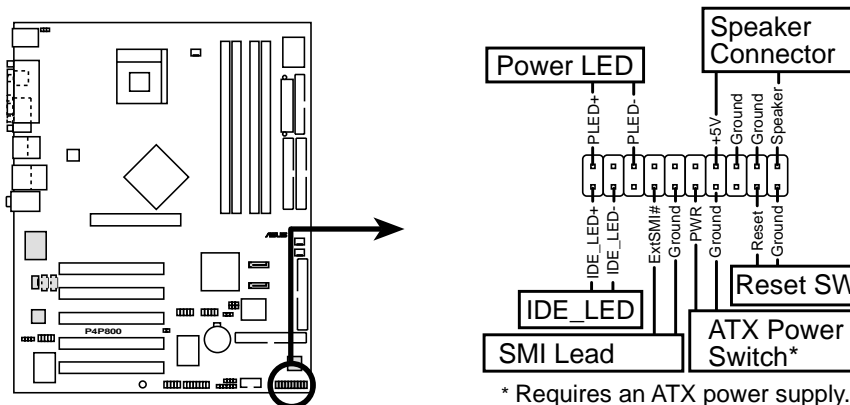 Speaker
Connector
Power LED
PLED+
PLED-
+5V
Ground
Ground
Speaker
IDE_LED+
IDE_LED-
ExtSMI#
Ground
PWR
Ground
Reset
Ground
Reset SW
IDE_LED
ATX Power
Switch*
SMI Lead
* Requires an ATX power supply.
ASUS
P4P800